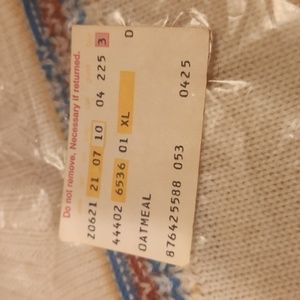 Do not remove, Necessary if returned.
Z0621 21 07 10 04 225 3
44402 6536 01 XL D
OATMEAL
876425588 053 0425